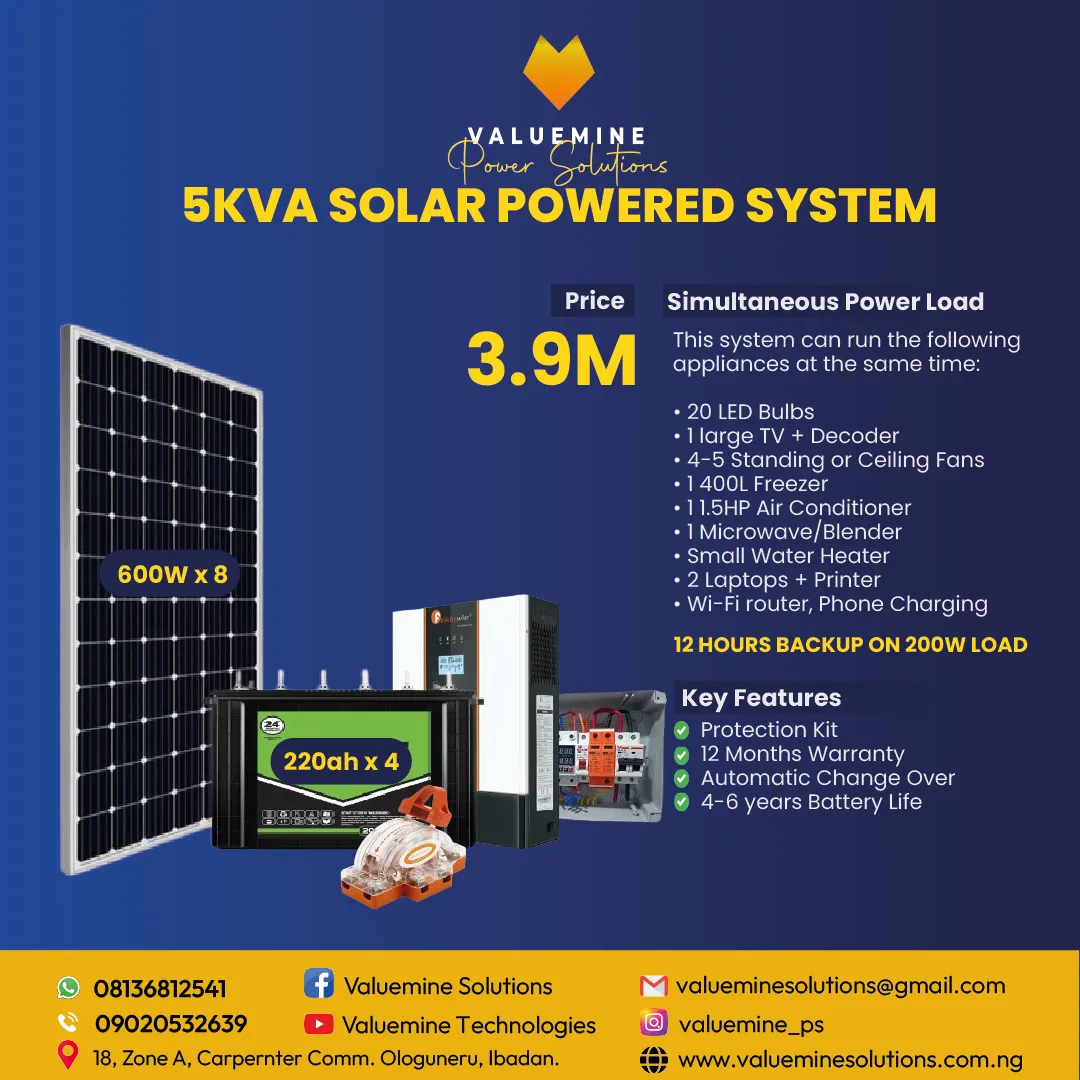 VALUEMINE
Power Solutions
5KVA SOLAR POWERED SYSTEM
Price
3.9M
Simultaneous Power Load
This system can run the following
appliances at the same time:
• 20 LED Bulbs
• 1 large TV + Decoder
• 4-5 Standing or Ceiling Fans
• 1 400L Freezer
• 1 1.5HP Air Conditioner
• 1 Microwave/Blender
• Small Water Heater
• 2 Laptops + Printer
• Wi-Fi router, Phone Charging
12 HOURS BACKUP ON 200W LOAD
Key Features
Protection Kit
12 Months Warranty
Automatic Change Over
4-6 years Battery Life
600W x 8
24
220ah x 4
08136812541
Valuemine Solutions
valueminesolutions@gmail.com
09020532639
Valuemine Technologies
valuemine_ps
18, Zone A, Carpernter Comm. Ologuneru, Ibadan.
www.valueminesolutions.com.ng